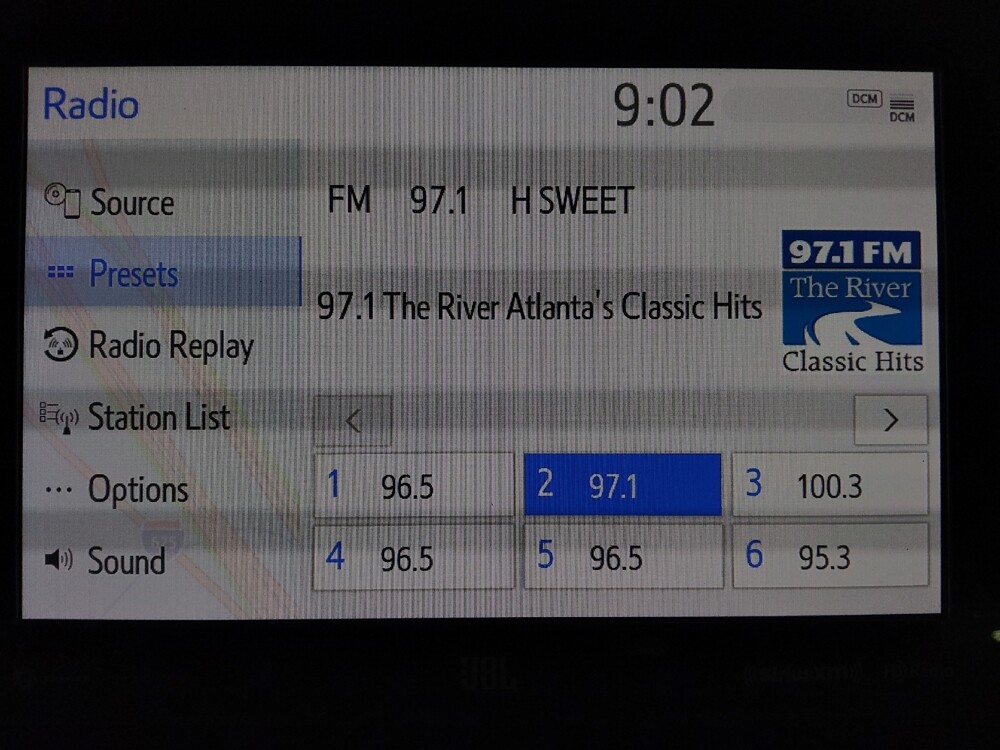 Radio
9:02
DCM
DCM
Source
FM 97.1 H SWEET
Presets
97.1 The River Atlanta's Classic Hits
97.1 FM
The River
Classic Hits
Radio Replay
Station List
<
>
Options
1 96.5
2 97.1
3 100.3
Sound
4 96.5
5 96.5
6 95.3
JBL